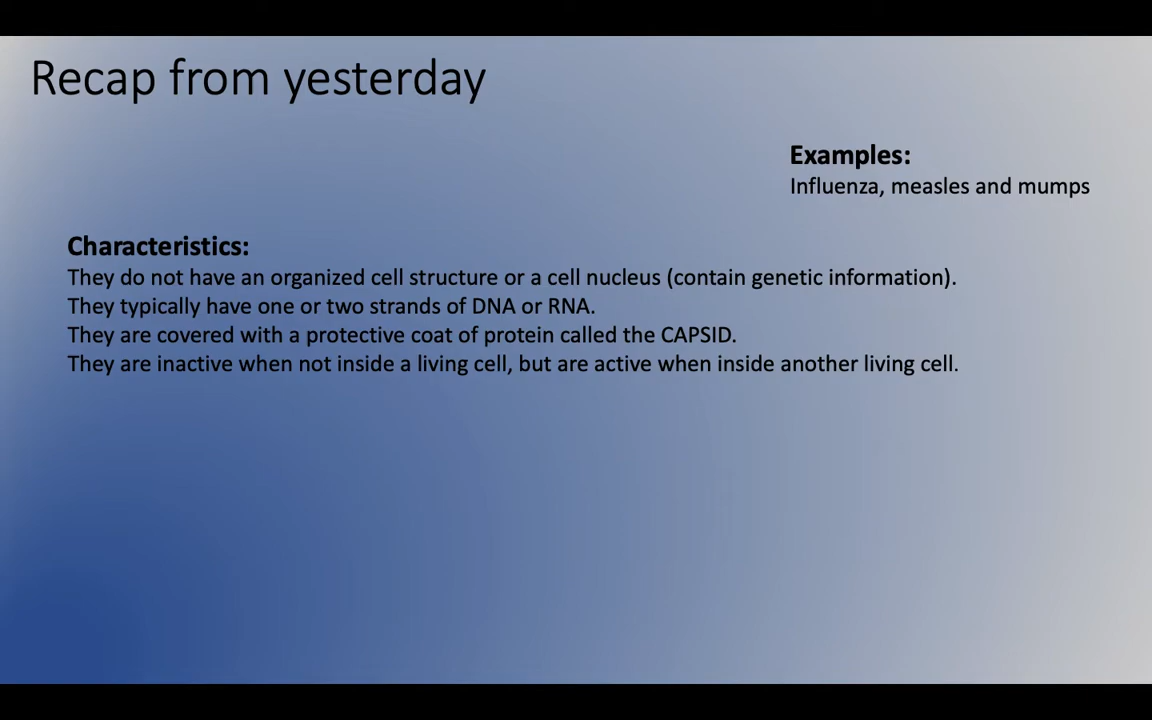 Recap from yesterday
Examples:
Influenza, measles and mumps
Characteristics:
They do not have an organized cell structure or a cell nucleus (contain genetic information).
They typically have one or two strands of DNA or RNA.
They are covered with a protective coat of protein called the CAPSID.
They are inactive when not inside a living cell, but are active when inside another living cell.